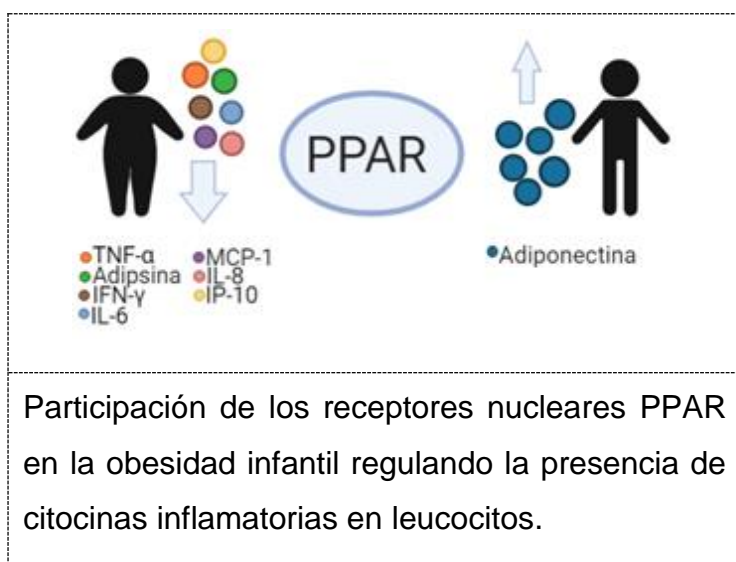 PPAR
TNF-α
Adipsina
IFN-γ
IL-6
MCP-1
IL-8
IP-10
Adiponectina
Participación de los receptores nucleares PPAR
en la obesidad infantil regulando la presencia de
citocinas inflamatorias en leucocitos.